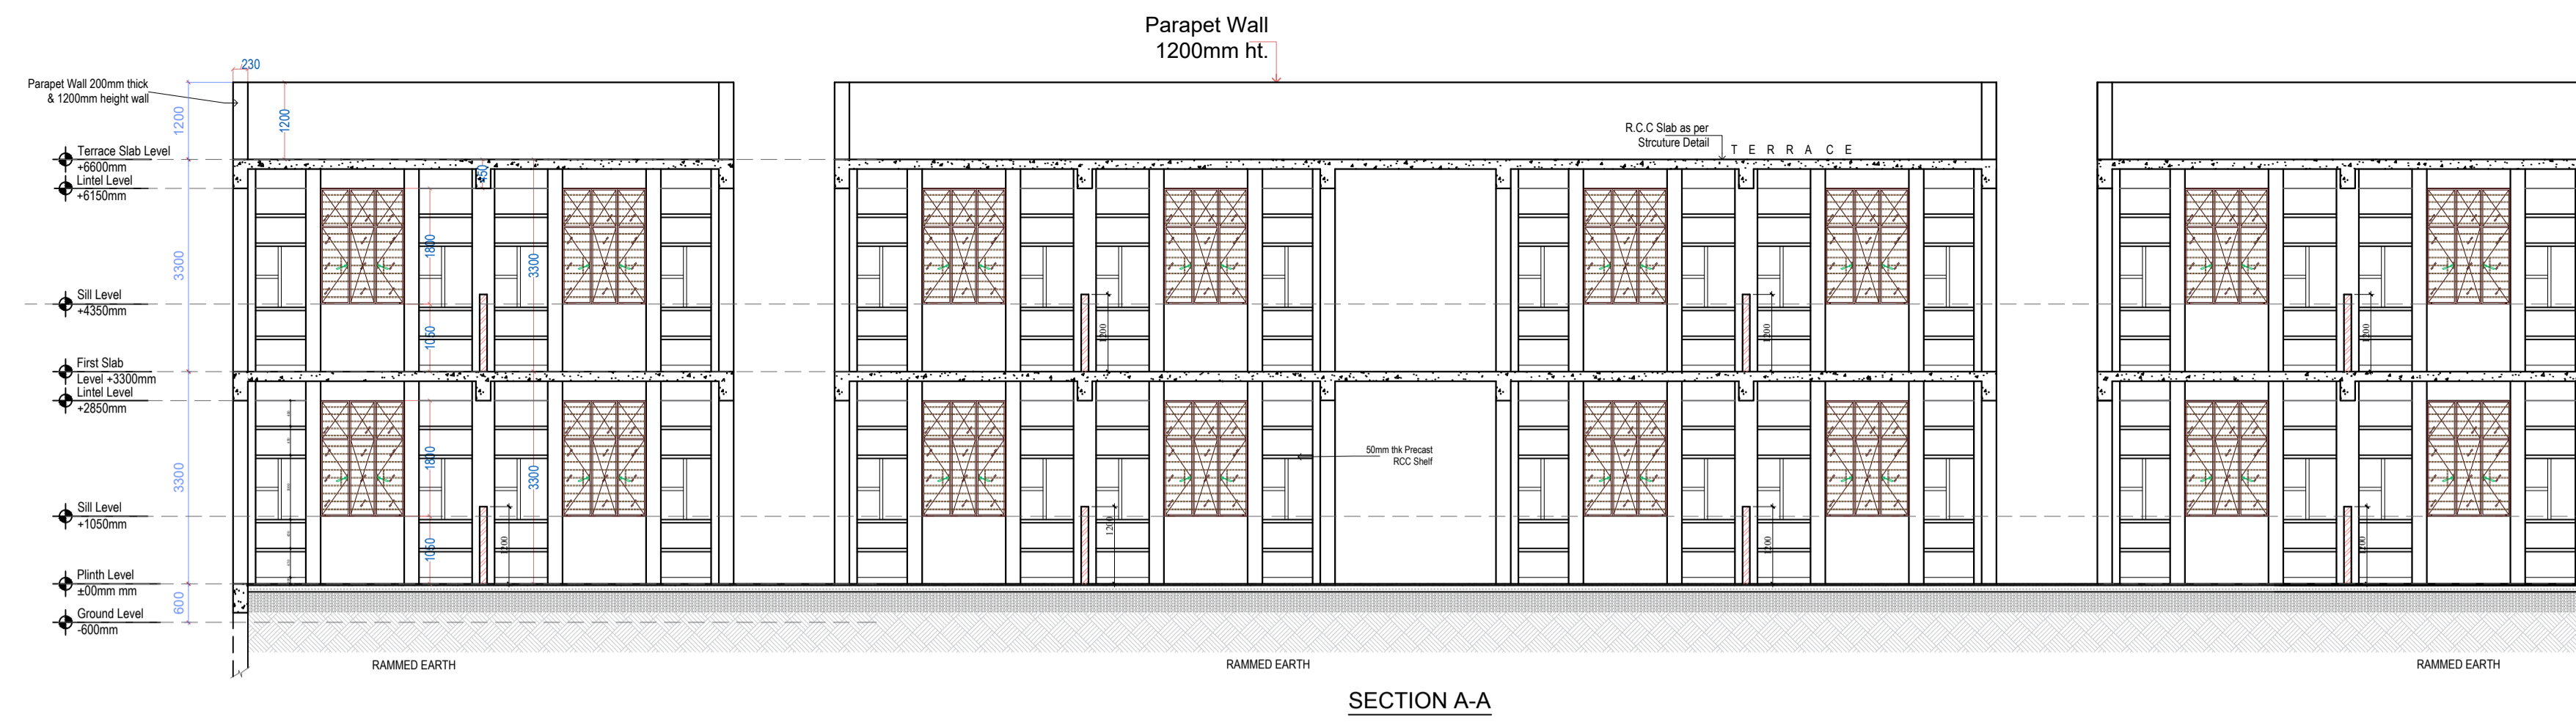 Parapet Wall
1200mm ht.
230
Parapet Wall 200mm thick
& 1200mm height wall
1200
1200
R.C.C Slab as per
Strcuture Detail
T E R R A C E
Terrace Slab Level
+6600mm
Lintel Level
+6150mm
450
3300
1800
3300
Sill Level
+4350mm
1050
1200
1200
1200
First Slab
Level +3300mm
Lintel Level
+2850mm
3300
1800
3300
50mm thk Precast
RCC Shelf
Sill Level
+1050mm
1050
1200
1200
1200
1200
Plinth Level
±00mm mm
600
Ground Level
-600mm
RAMMED EARTH
RAMMED EARTH
RAMMED EARTH
SECTION A-A